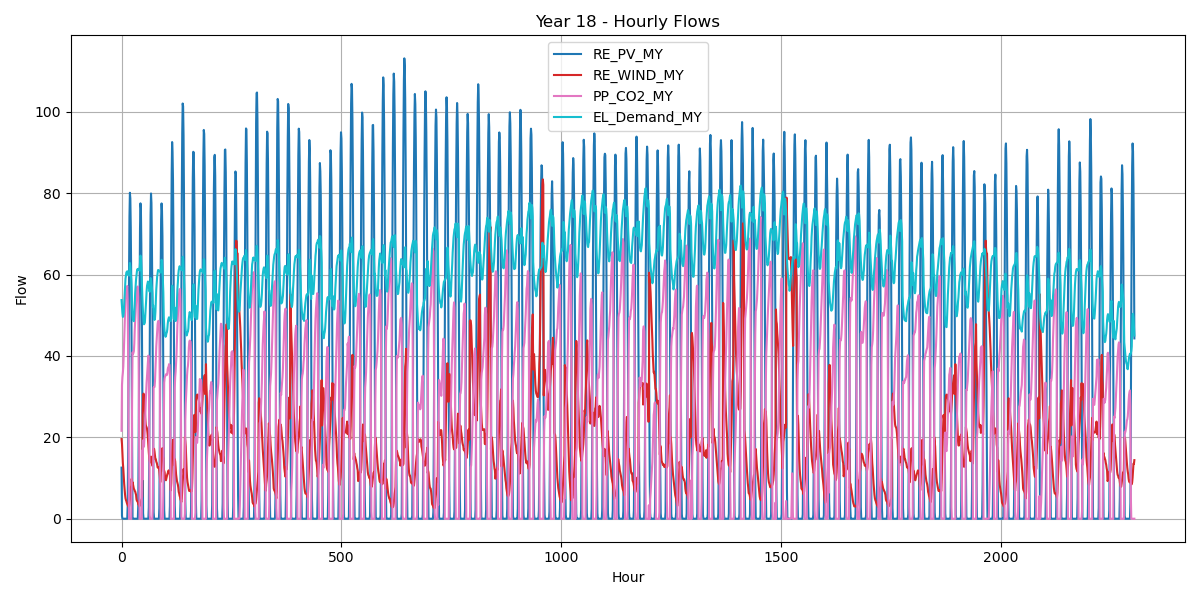 Year 18 - Hourly Flows
RE_PV_MY
RE_WIND_MY
PP_CO2_MY
EL_Demand_MY
Flow
100
80
60
40
20
0
0
500
1000
1500
2000
Hour